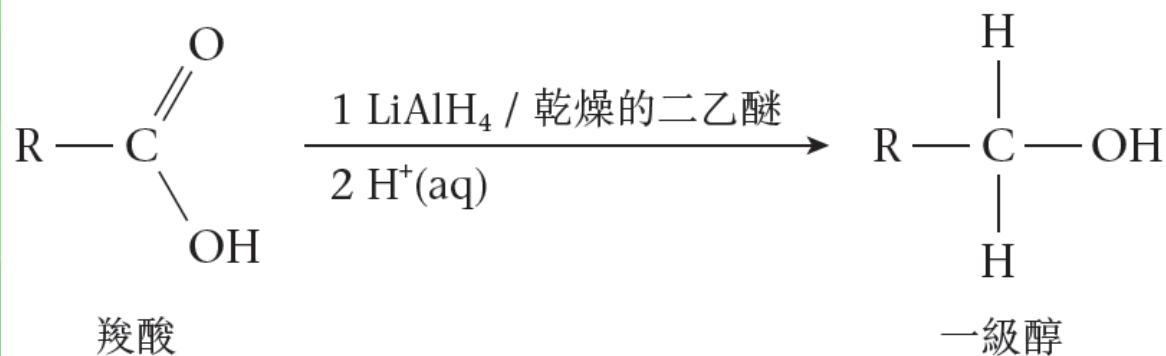 O
R — C
OH
1 LiAlH₄ / 乾燥的二乙醚
2 H⁺(aq)
H
R — C — OH
H
羧酸
一級醇